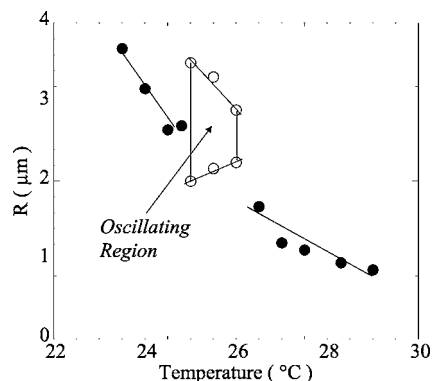 4
3
2
1
0
R ( μm )
Oscillating
Region
22
24
26
28
30
Temperature ( °C )